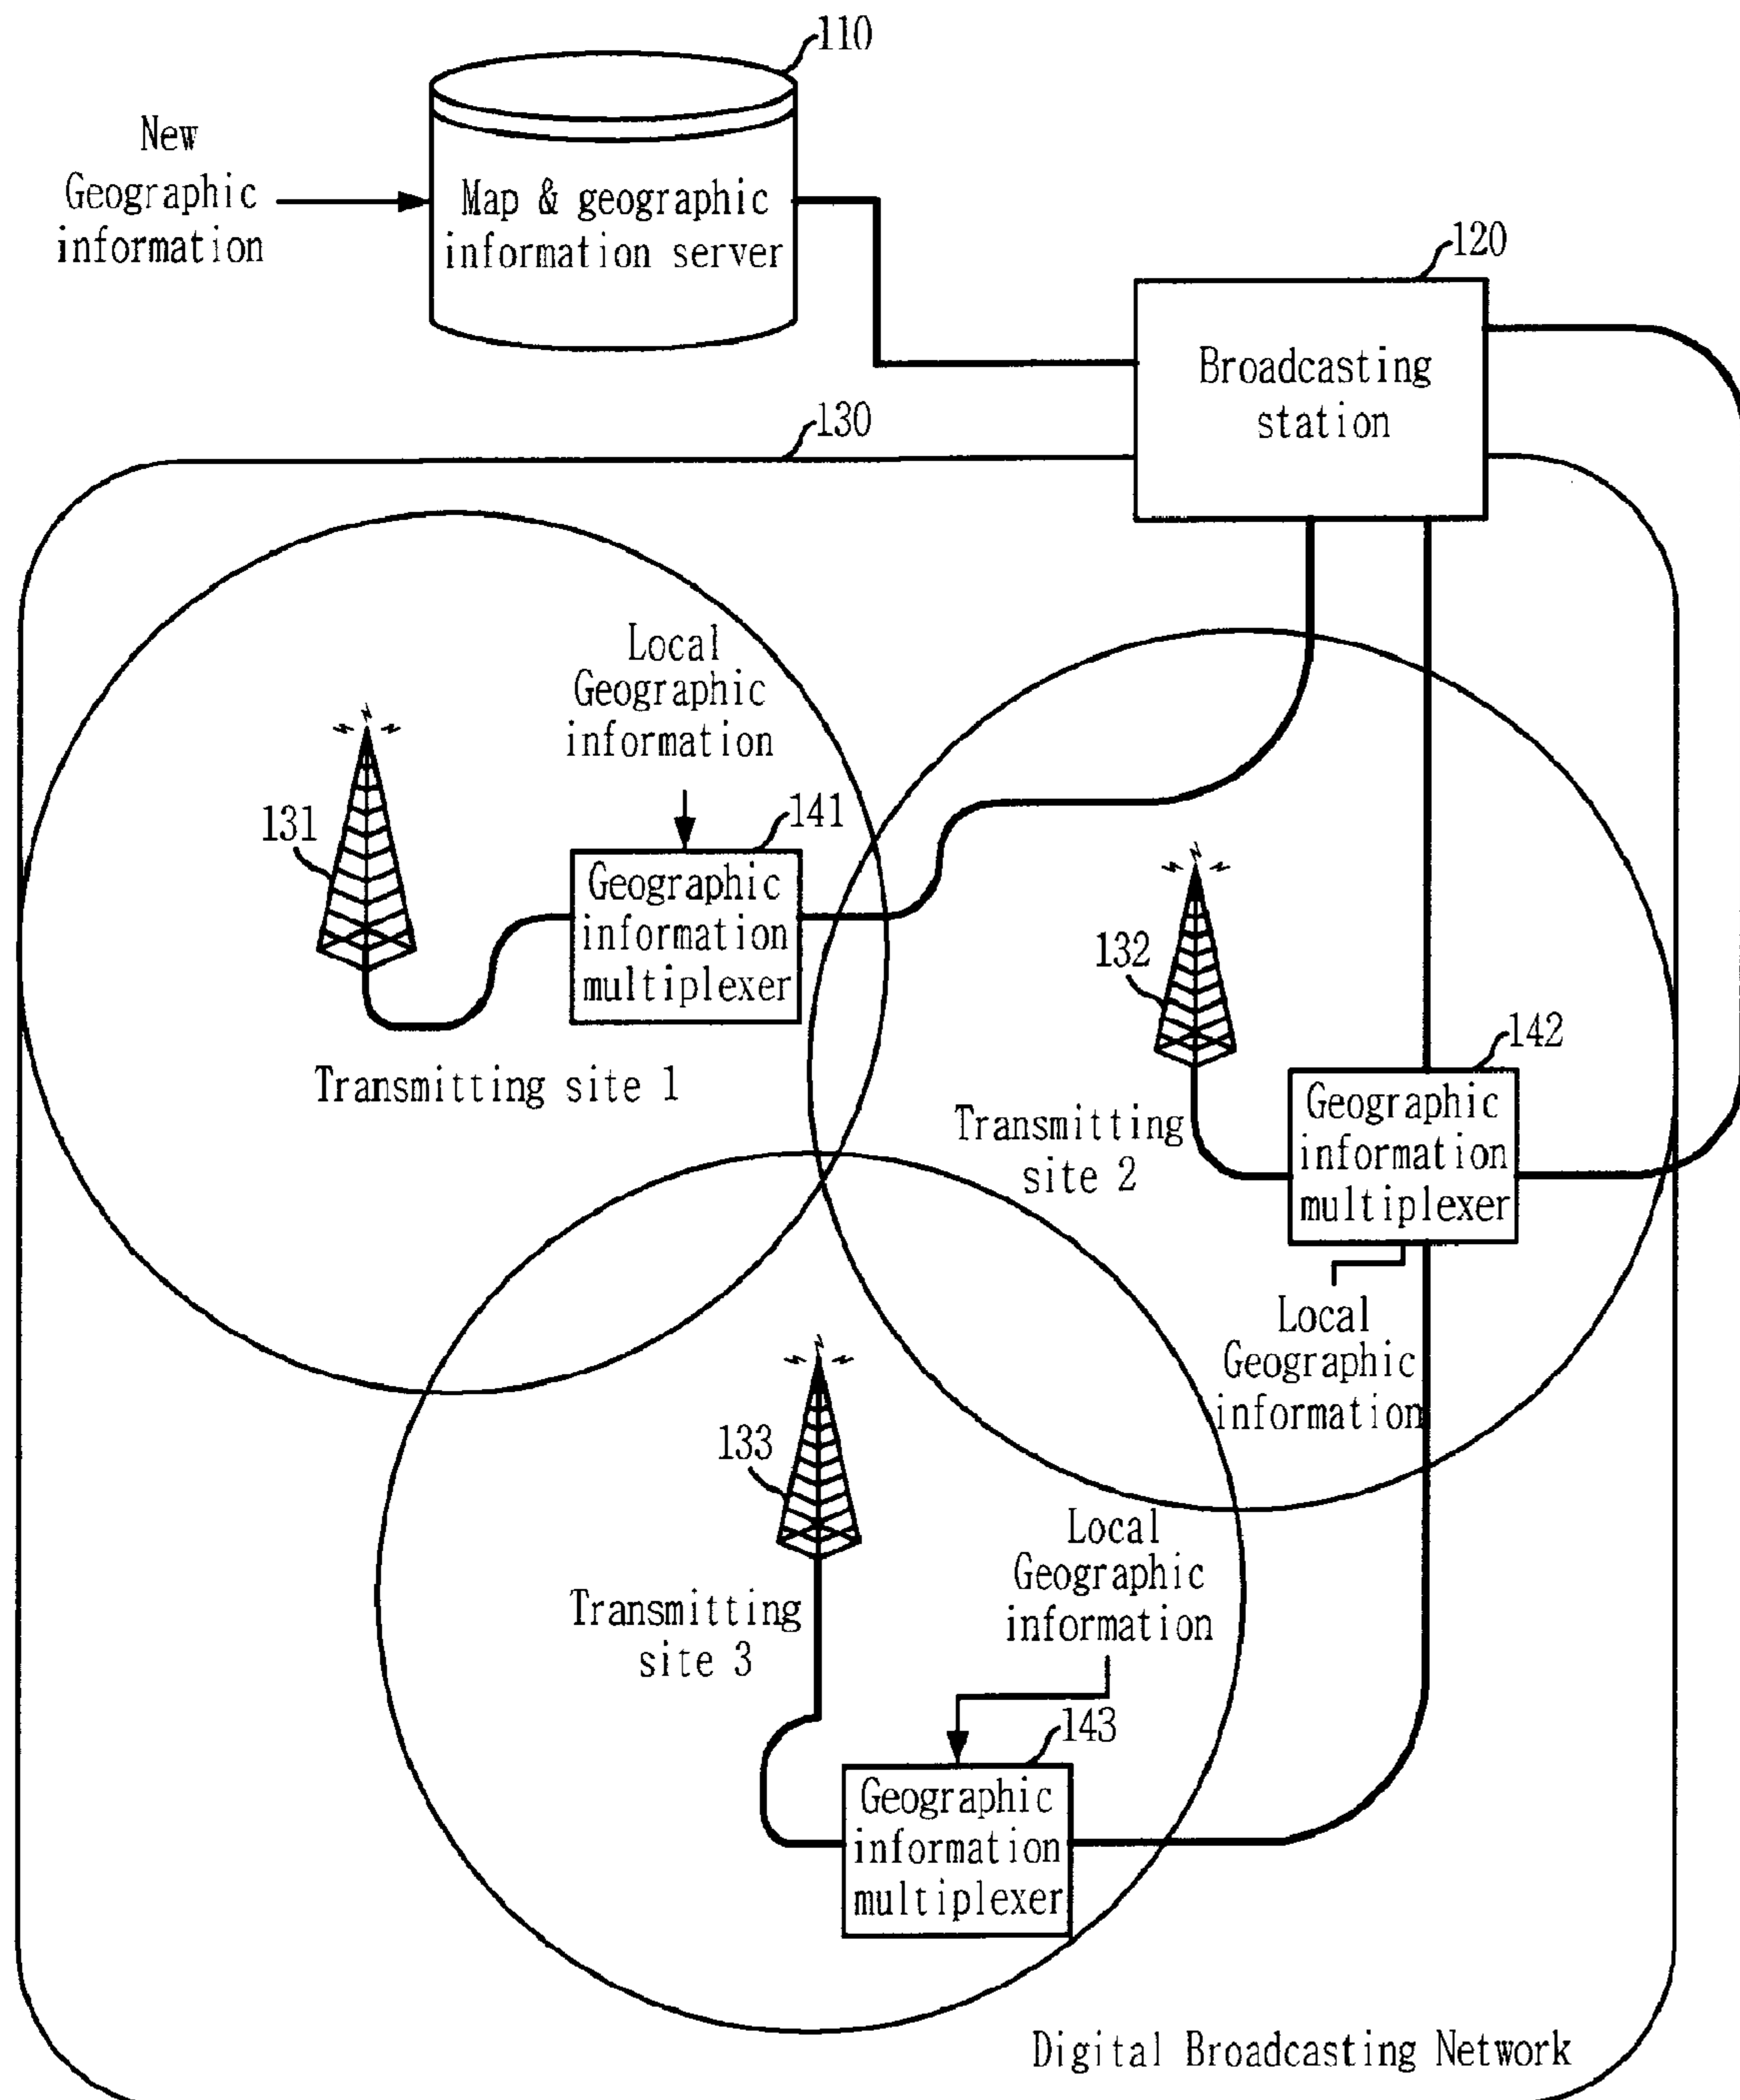 110
New
Geographic
information
Map & geographic
information server
120
Broadcasting
station
130
Local
Geographic
information
131
141
Geographic
information
multiplexer
132
Transmitting site 1
142
Transmitting
site 2
Geographic
information
multiplexer
Local
Geographic
information
133
Transmitting
site 3
Local
Geographic
information
143
Geographic
information
multiplexer
Digital Broadcasting Network